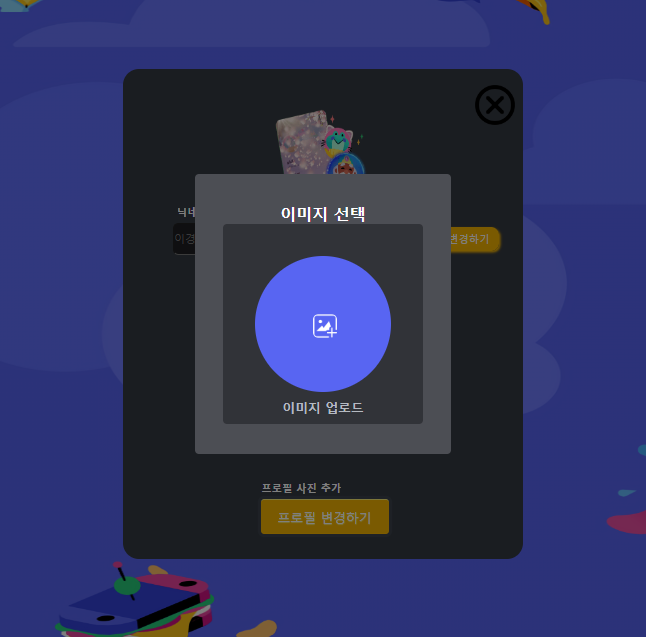 이미지 선택
변경하기
이미지 업로드
프로필 사진 추가
프로필 변경하기